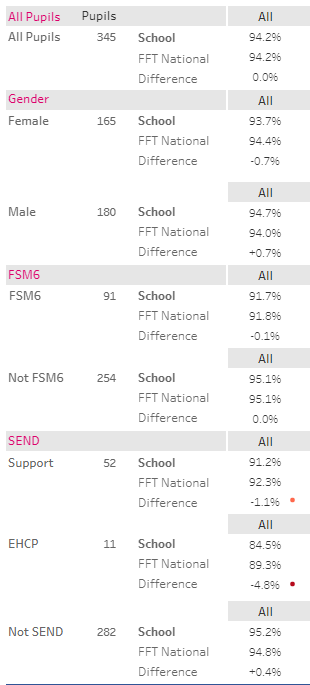 All Pupils Pupils All
All Pupils 345 School 94.2%
FFT National 94.2%
Difference 0.0%
Gender All
Female 165 School 93.7%
FFT National 94.4%
Difference -0.7%
All
Male 180 School 94.7%
FFT National 94.0%
Difference +0.7%
FSM6 All
FSM6 91 School 91.7%
FFT National 91.8%
Difference -0.1%
All
Not FSM6 254 School 95.1%
FFT National 95.1%
Difference 0.0%
SEND All
Support 52 School 91.2%
FFT National 92.3%
Difference -1.1%
All
EHCP 11 School 84.5%
FFT National 89.3%
Difference -4.8%
All
Not SEND 282 School 95.2%
FFT National 94.8%
Difference +0.4%